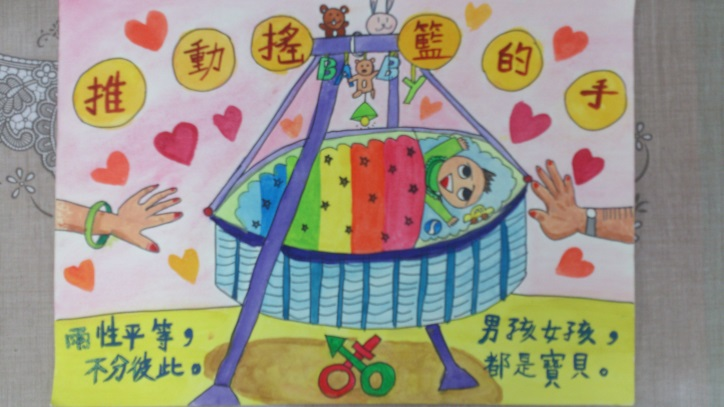 推動搖籃的手
BABY
兩性平等，
不分彼此。
男孩女孩，
都是寶貝。